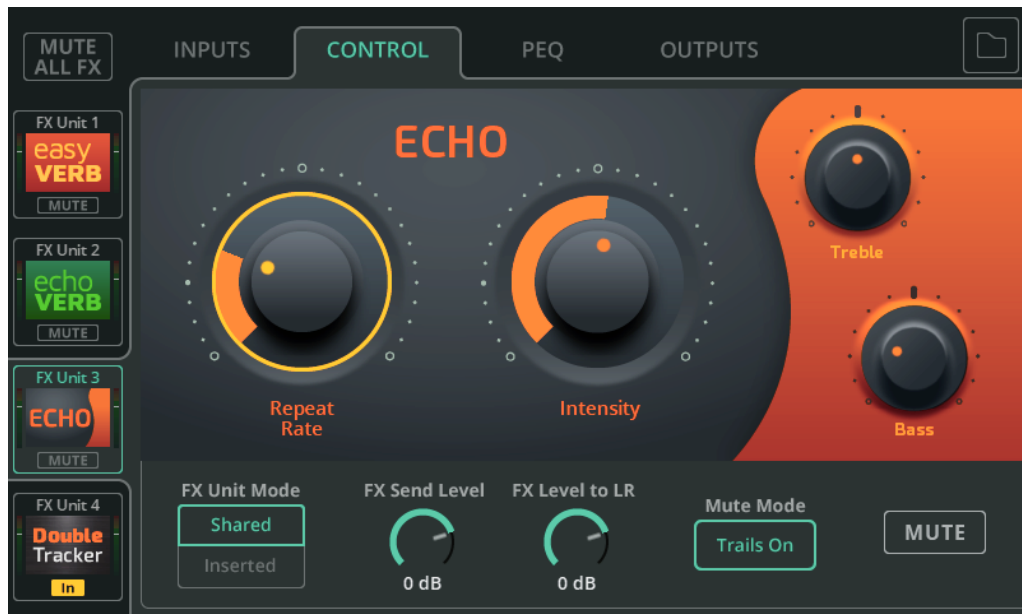 MUTE
ALL FX
INPUTS
CONTROL
PEQ
OUTPUTS
FX Unit 1
easy
VERB
MUTE
FX Unit 2
echo
VERB
MUTE
FX Unit 3
ECHO
MUTE
FX Unit 4
Double
Tracker
In
ECHO
Repeat
Rate
Intensity
Treble
Bass
FX Unit Mode
Shared
Inserted
FX Send Level
0 dB
FX Level to LR
0 dB
Mute Mode
Trails On
MUTE